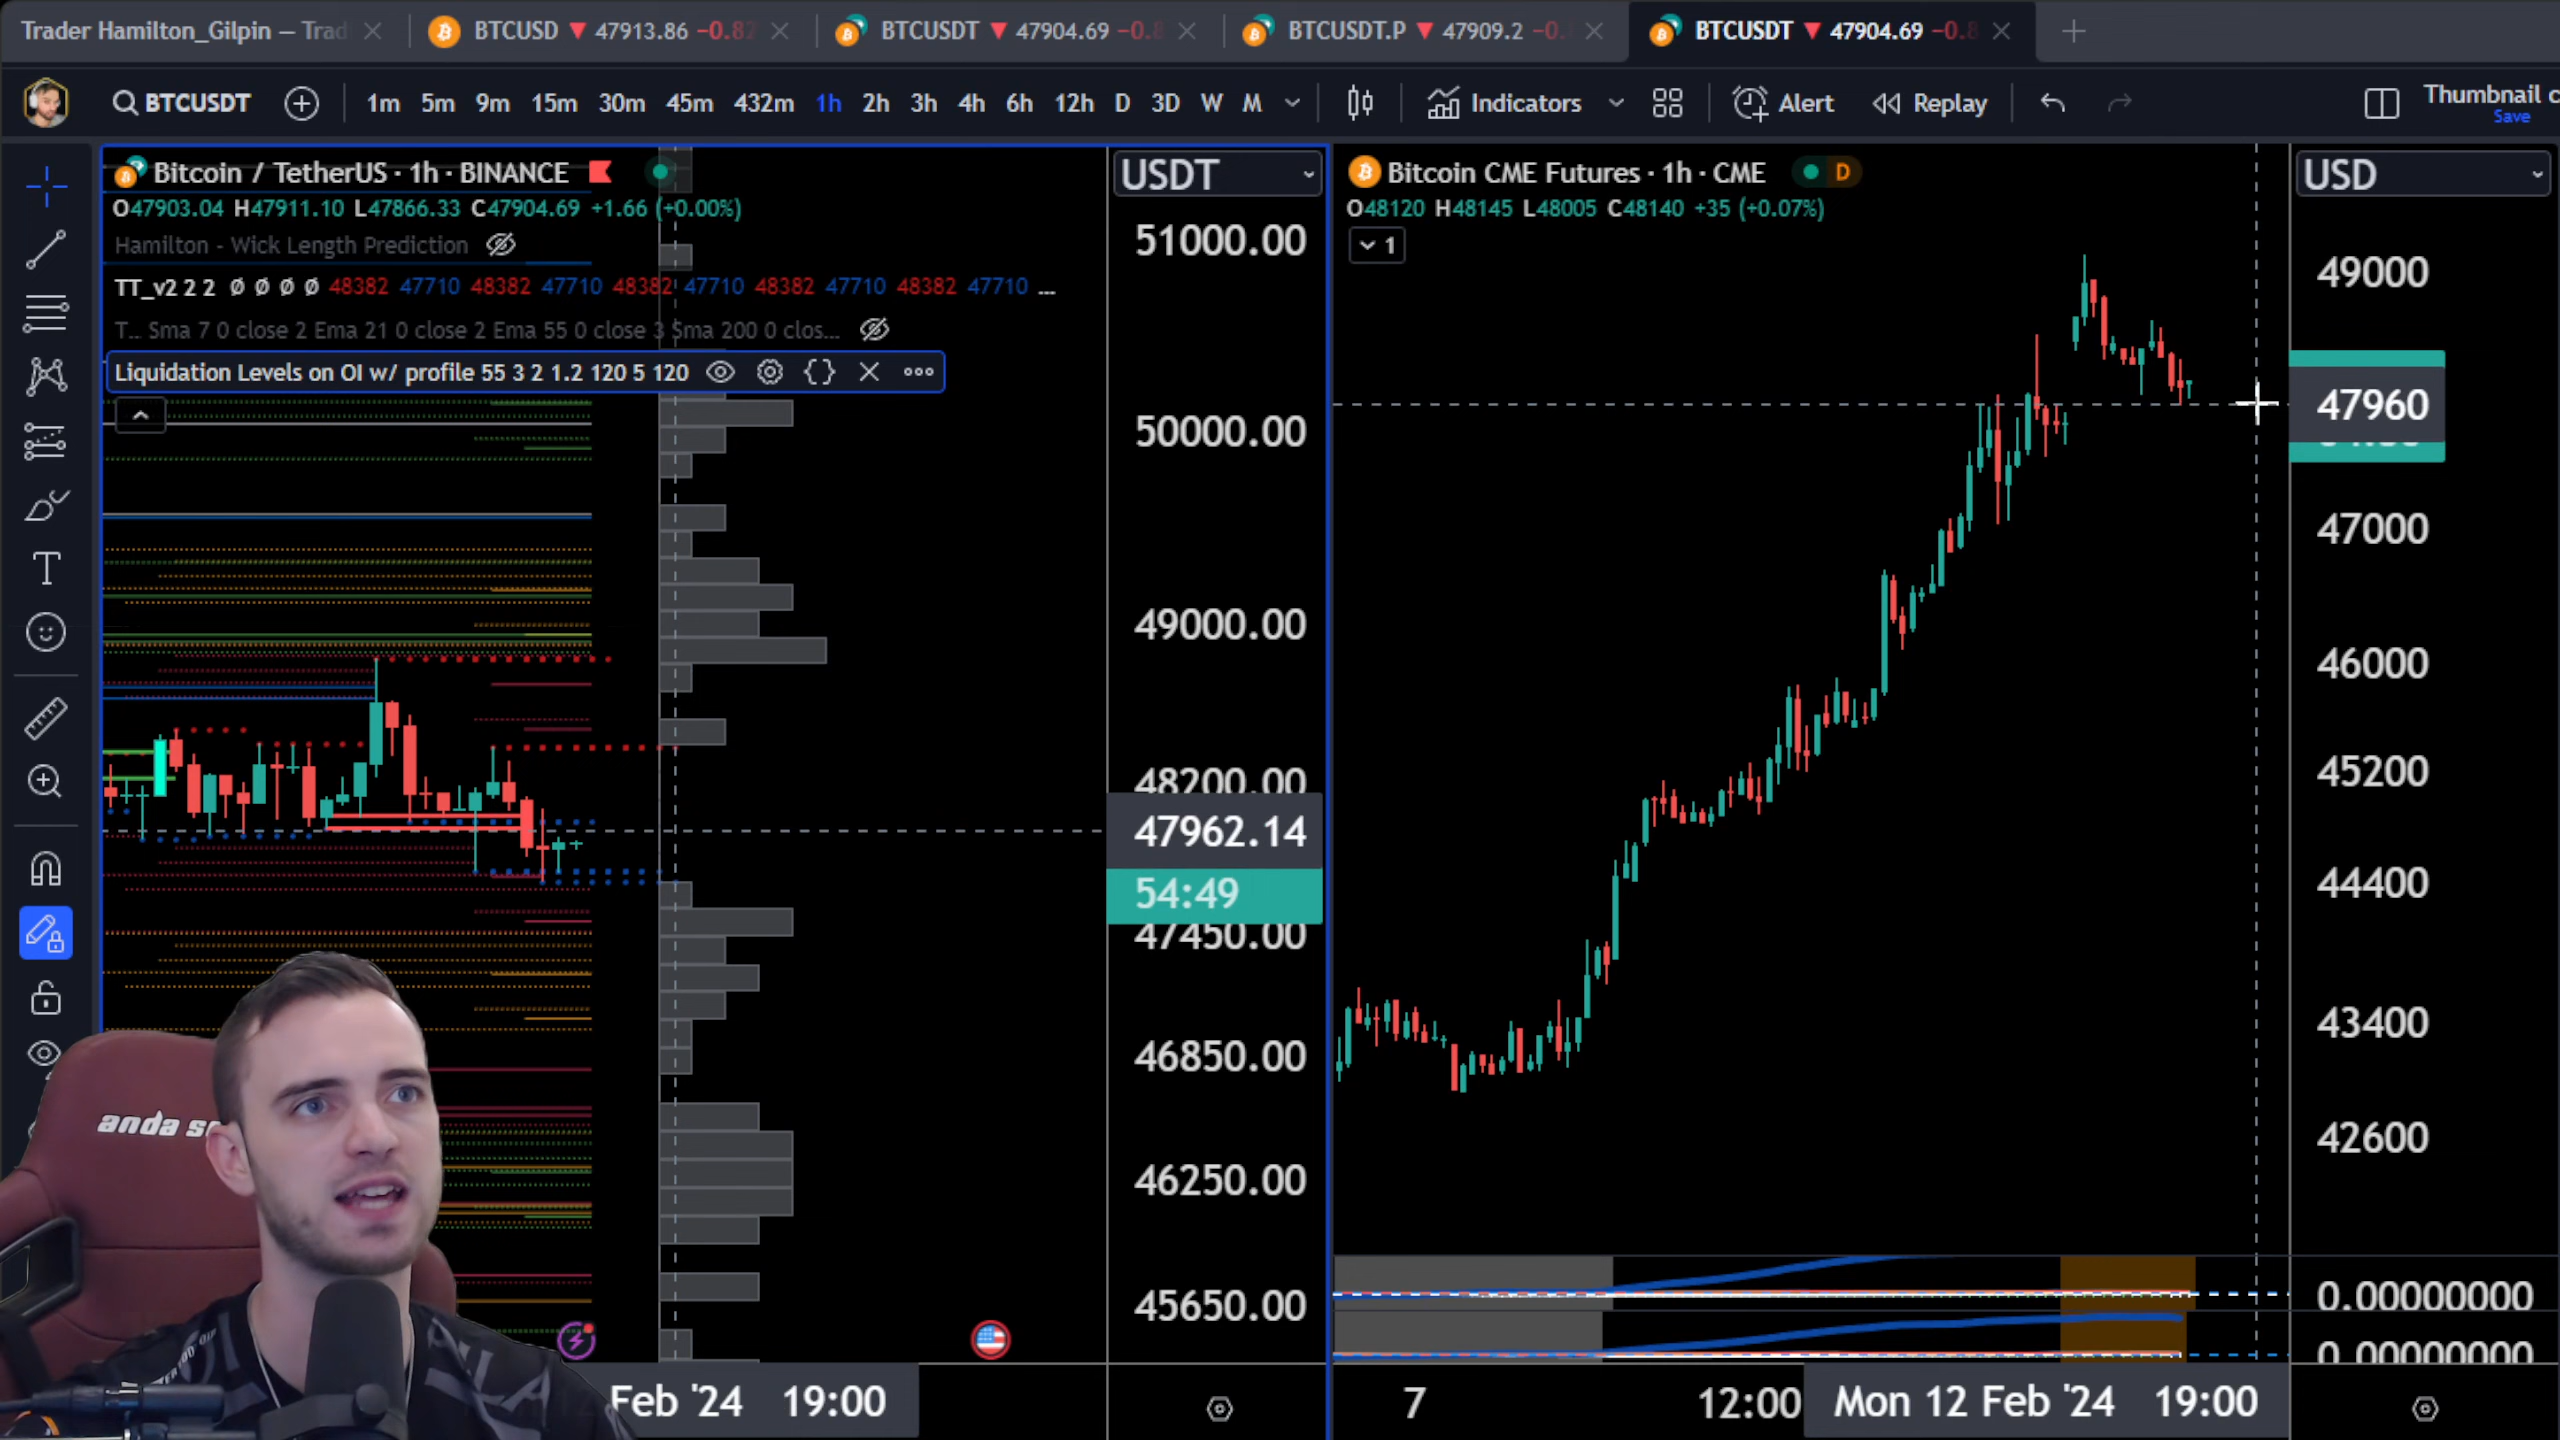 Trader Hamilton_Gilpin — Trad
BTCUSD 47913.86 −0.82
BTCUSDT 47904.69 −0.8
BTCUSDT.P 47909.2 −0.
BTCUSDT 47904.69 −0.8
BTCUSDT
1m 5m 9m 15m 30m 45m 432m 1h 2h 3h 4h 6h 12h D 3D W M
Indicators
Alert
Replay
Thumbnail c
Save
Bitcoin / TetherUS · 1h · BINANCE
O47903.04 H47911.10 L47866.33 C47904.69 +1.66 (+0.00%)
Hamilton - Wick Length Prediction
TT_v2 2 2 Ø Ø Ø Ø 48382 47710 48382 47710 48382 47710 48382 47710 48382 47710 ...
T... Sma 7 0 close 2 Ema 21 0 close 2 Ema 55 0 close 3 Sma 200 0 clos...
Liquidation Levels on OI w/ profile 55 3 2 1.2 120 5 120
USDT
51000.00
50000.00
49000.00
48200.00
47962.14
54:49
47450.00
46850.00
46250.00
45650.00
Feb '24 19:00
Bitcoin CME Futures · 1h · CME
D
O48120 H48145 L48005 C48140 +35 (+0.07%)
1
USD
49000
47960
47000
46000
45200
44400
43400
42600
0.00000000
0.00000000
7
12:00
Mon 12 Feb '24 19:00
anda s